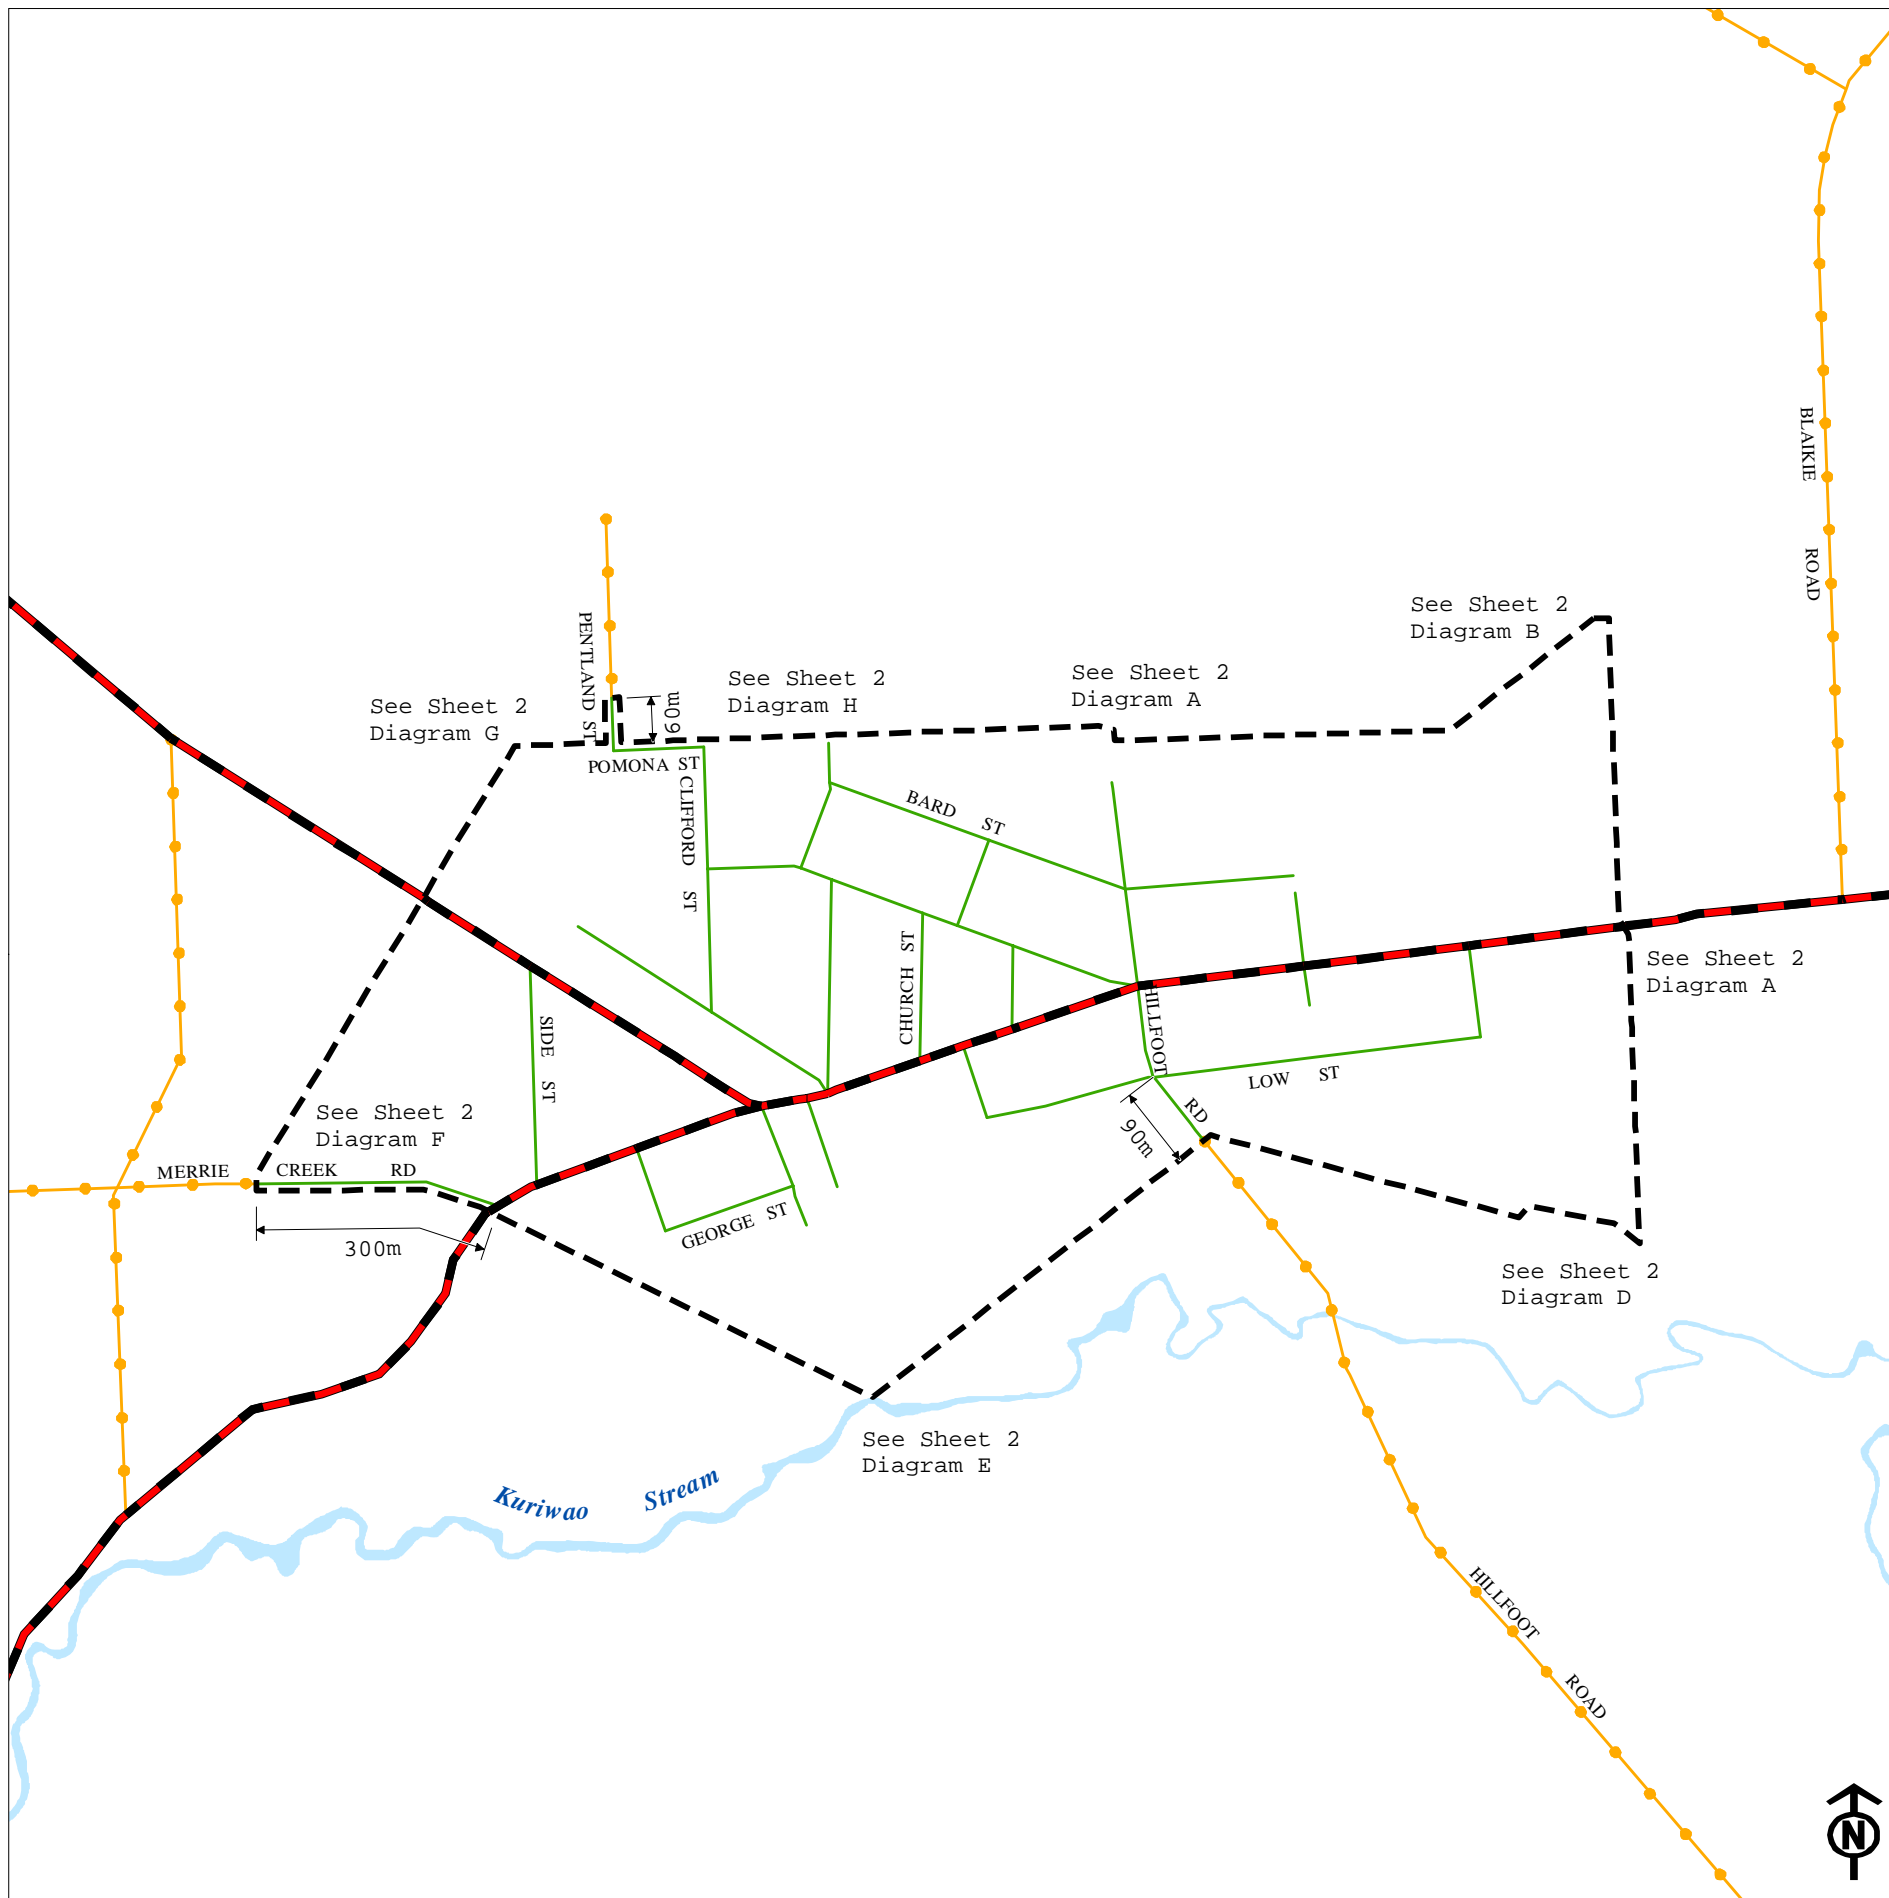 BLAIKIE ROAD
See Sheet 2
Diagram B
PENTLAND ST
See Sheet 2
Diagram H
See Sheet 2
Diagram A
See Sheet 2
Diagram G
60m
POMONA ST
CLIFFORD ST
BARD ST
CHURCH ST
See Sheet 2
Diagram A
HILLFOOT RD
SIDE ST
LOW ST
90m
See Sheet 2
Diagram F
MERRIE CREEK RD
GEORGE ST
300m
See Sheet 2
Diagram D
See Sheet 2
Diagram E
Kuriwao Stream
HILLFOOT ROAD
N